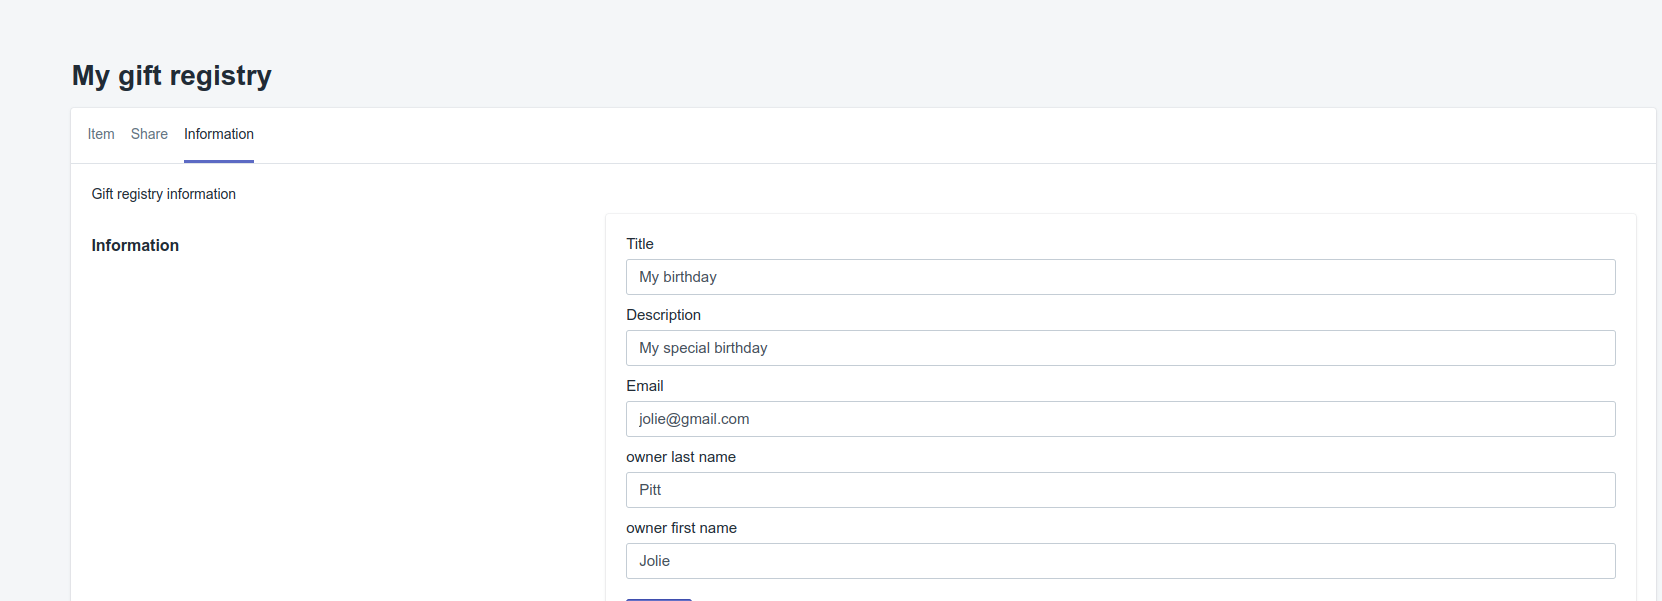 My gift registry
Item Share Information
Gift registry information
Information
Title
My birthday
Description
My special birthday
Email
jolie@gmail.com
owner last name
Pitt
owner first name
Jolie